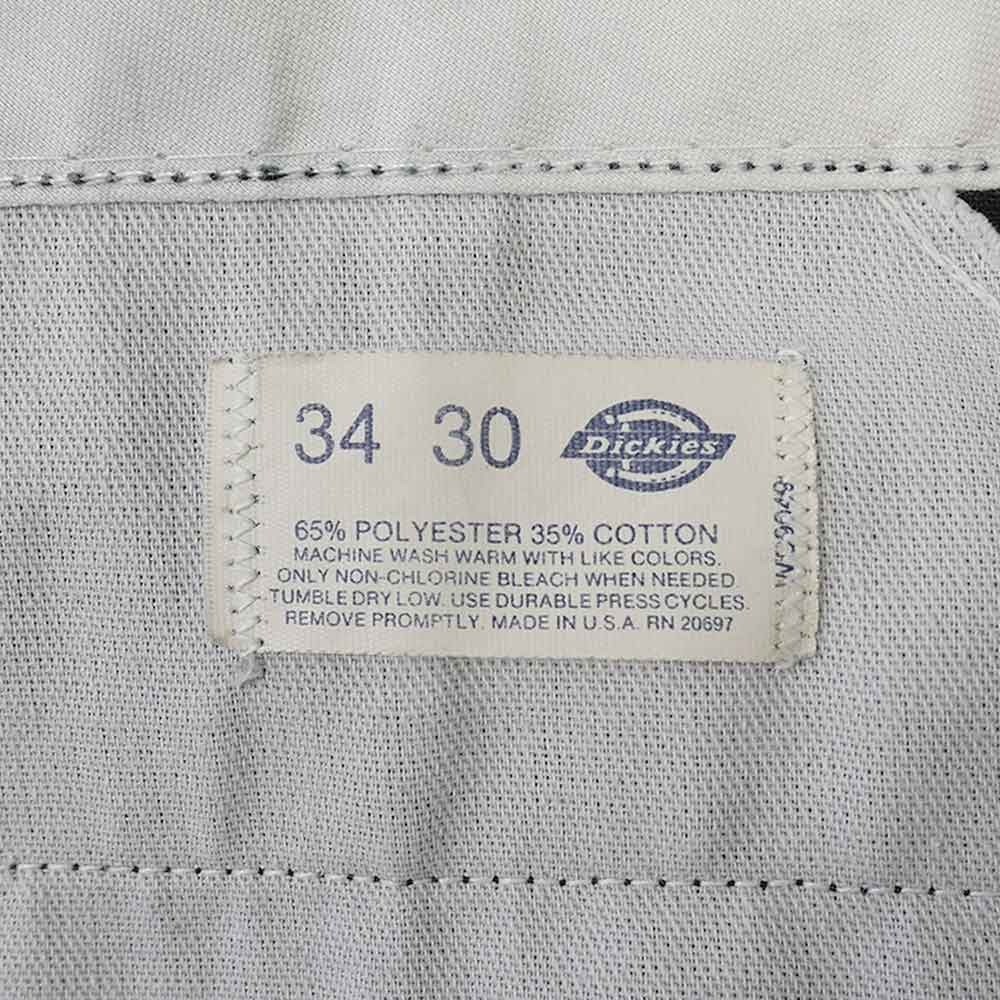 34 30 Dickies
65% POLYESTER 35% COTTON
MACHINE WASH WARM WITH LIKE COLORS.
ONLY NON-CHLORINE BLEACH WHEN NEEDED.
TUMBLE DRY LOW. USE DURABLE PRESS CYCLES.
REMOVE PROMPTLY. MADE IN U.S.A. RN 20697